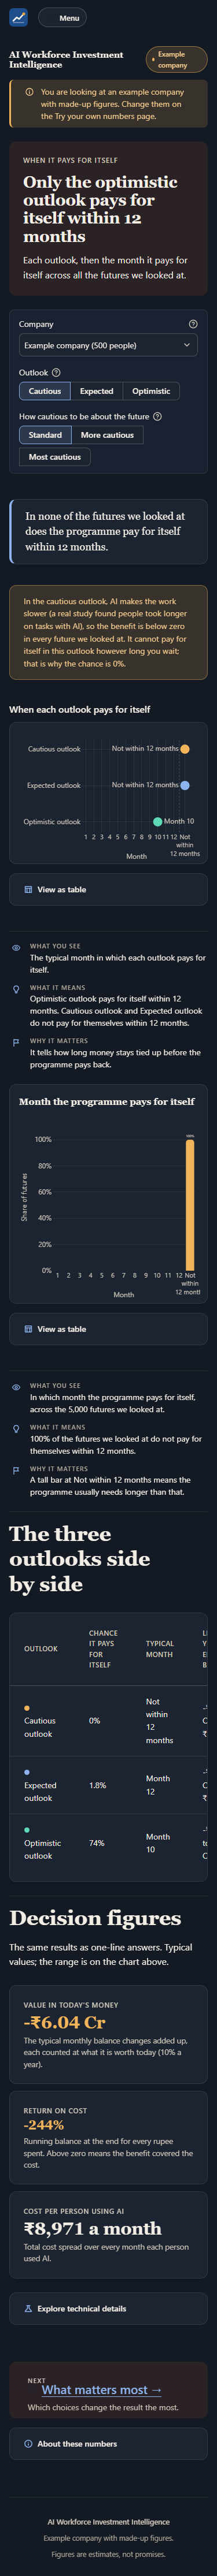 Menu
AI Workforce Investment
Intelligence
Example
company
You are looking at an example company
with made-up figures. Change them on
the Try your own numbers page.
WHEN IT PAYS FOR ITSELF
Only the optimistic
outlook pays for
itself within 12
months
Each outlook, then the month it pays for
itself across all the futures we looked at.
Company
Example company (500 people)
Outlook
Cautious
Expected
Optimistic
How cautious to be about the future
Standard
More cautious
Most cautious
In none of the futures we looked at
does the programme pay for itself
within 12 months.
In the cautious outlook, AI makes the work
slower (a real study found people took longer
on tasks with AI), so the benefit is below zero
in every future we looked at. It cannot pay for
itself in this outlook however long you wait;
that is why the chance is 0%.
When each outlook pays for itself
Cautious outlook
Not within 12 months
Expected outlook
Not within 12 months
Optimistic outlook
Month 10
1 2 3 4 5 6 7 8 9 10 11 12 Not
within
12 months
Month
View as table
WHAT YOU SEE
The typical month in which each outlook pays for
itself.
WHAT IT MEANS
Optimistic outlook pays for itself within 12
months. Cautious outlook and Expected outlook
do not pay for themselves within 12 months.
WHY IT MATTERS
It tells how long money stays tied up before the
programme pays back.
Month the programme pays for itself
100%
100%
80%
60%
40%
20%
0%
Share of futures
1 2 3 4 5 6 7 8 9 10 11 12 Not
within
12 montl
Month
View as table
WHAT YOU SEE
In which month the programme pays for itself,
across the 5,000 futures we looked at.
WHAT IT MEANS
100% of the futures we looked at do not pay for
themselves within 12 months.
WHY IT MATTERS
A tall bar at Not within 12 months means the
programme usually needs longer than that.
The three
outlooks side
by side
OUTLOOK
CHANCE
IT PAYS
FOR
ITSELF
TYPICAL
MONTH
Cautious
outlook
0%
Not
within
12
months
Expected
outlook
1.8%
Month
12
Optimistic
outlook
74%
Month
10
Decision figures
The same results as one-line answers. Typical
values; the range is on the chart above.
VALUE IN TODAY'S MONEY
-₹6.04 Cr
The typical monthly balance changes added up,
each counted at what it is worth today (10% a
year).
RETURN ON COST
-244%
Running balance at the end for every rupee
spent. Above zero means the benefit covered the
cost.
COST PER PERSON USING AI
₹8,971 a month
Total cost spread over every month each person
used AI.
Explore technical details
NEXT
What matters most →
Which choices change the result the most.
About these numbers
AI Workforce Investment Intelligence
Example company with made-up figures.
Figures are estimates, not promises.